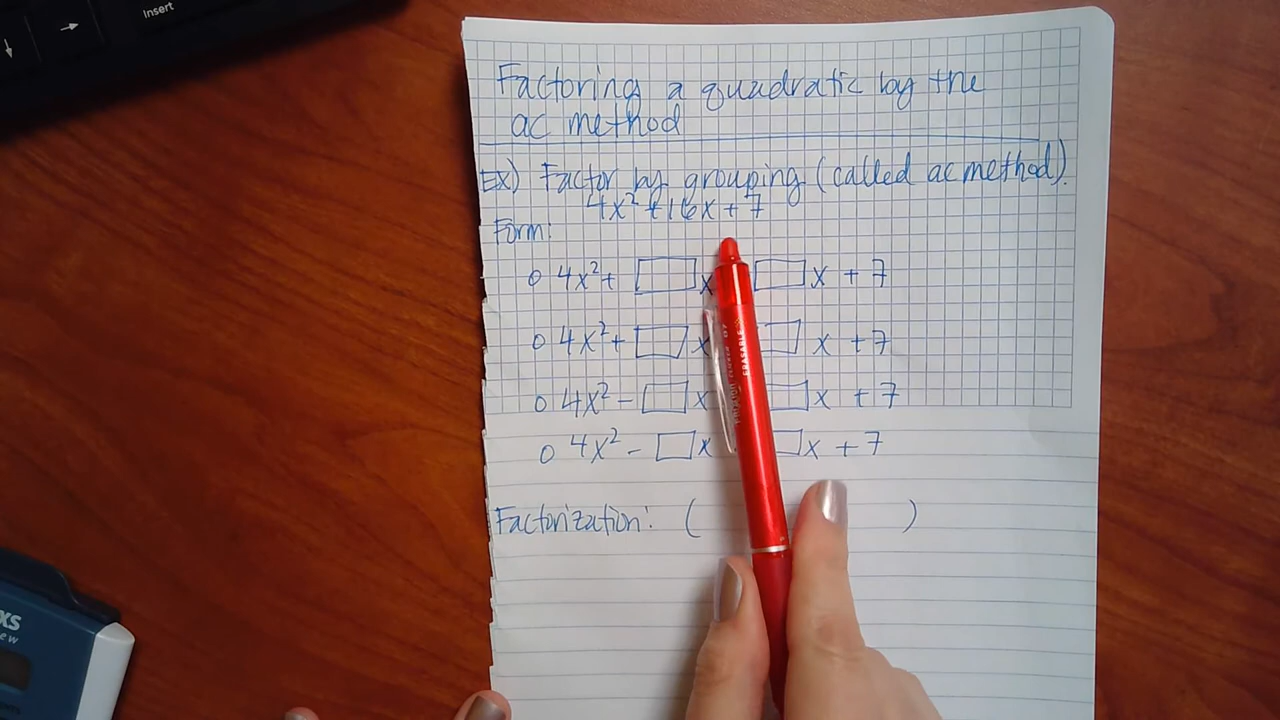 Insert
Factoring a quadratic by the
ac method
Ex) Factor by grouping (called ac method).
4x² + 16x + 7
Form:
o 4x² + □x □x + 7
o 4x² + □x □x + 7
o 4x² - □x □x + 7
o 4x² - □x □x + 7
Factorization: ( )
ERASABLE